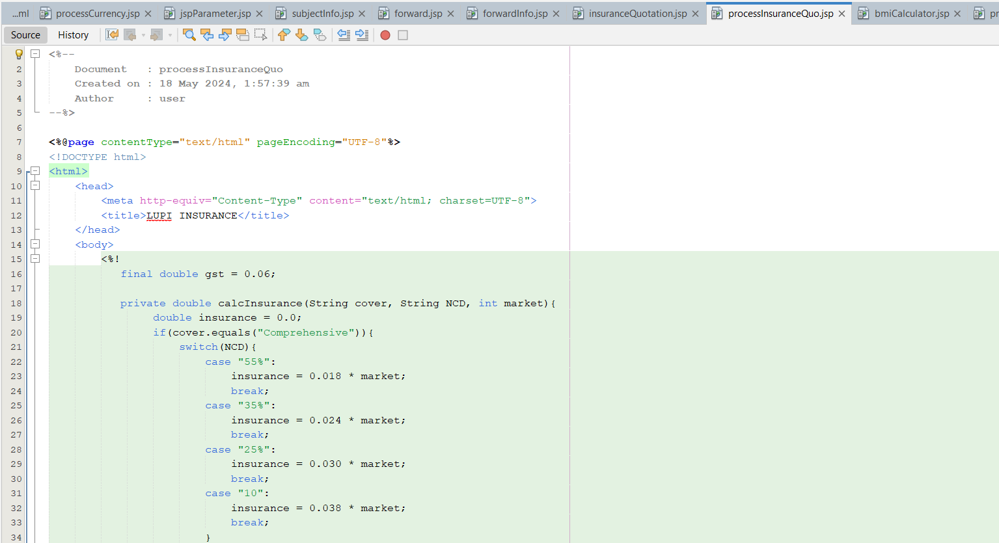 ...ml processCurrency.jsp jspParameter.jsp subjectInfo.jsp forward.jsp forwardInfo.jsp insuranceQuotation.jsp processInsuranceQuo.jsp bmiCalculator.jsp
Source History
<%--
2 Document   : processInsuranceQuo
3 Created on : 18 May 2024, 1:57:39 am
4 Author     : user
5 --%>
6
7 <%@page contentType="text/html" pageEncoding="UTF-8"%>
8 <!DOCTYPE html>
9 <html>
10 <head>
11 <meta http-equiv="Content-Type" content="text/html; charset=UTF-8">
12 <title>LUPI INSURANCE</title>
13 </head>
14 <body>
15 <%!
16 final double gst = 0.06;
17
18 private double calcInsurance(String cover, String NCD, int market){
19 double insurance = 0.0;
20 if(cover.equals("Comprehensive")){
21 switch(NCD){
22 case "55%":
23 insurance = 0.018 * market;
24 break;
25 case "35%":
26 insurance = 0.024 * market;
27 break;
28 case "25%":
29 insurance = 0.030 * market;
30 break;
31 case "10":
32 insurance = 0.038 * market;
33 break;
34 }